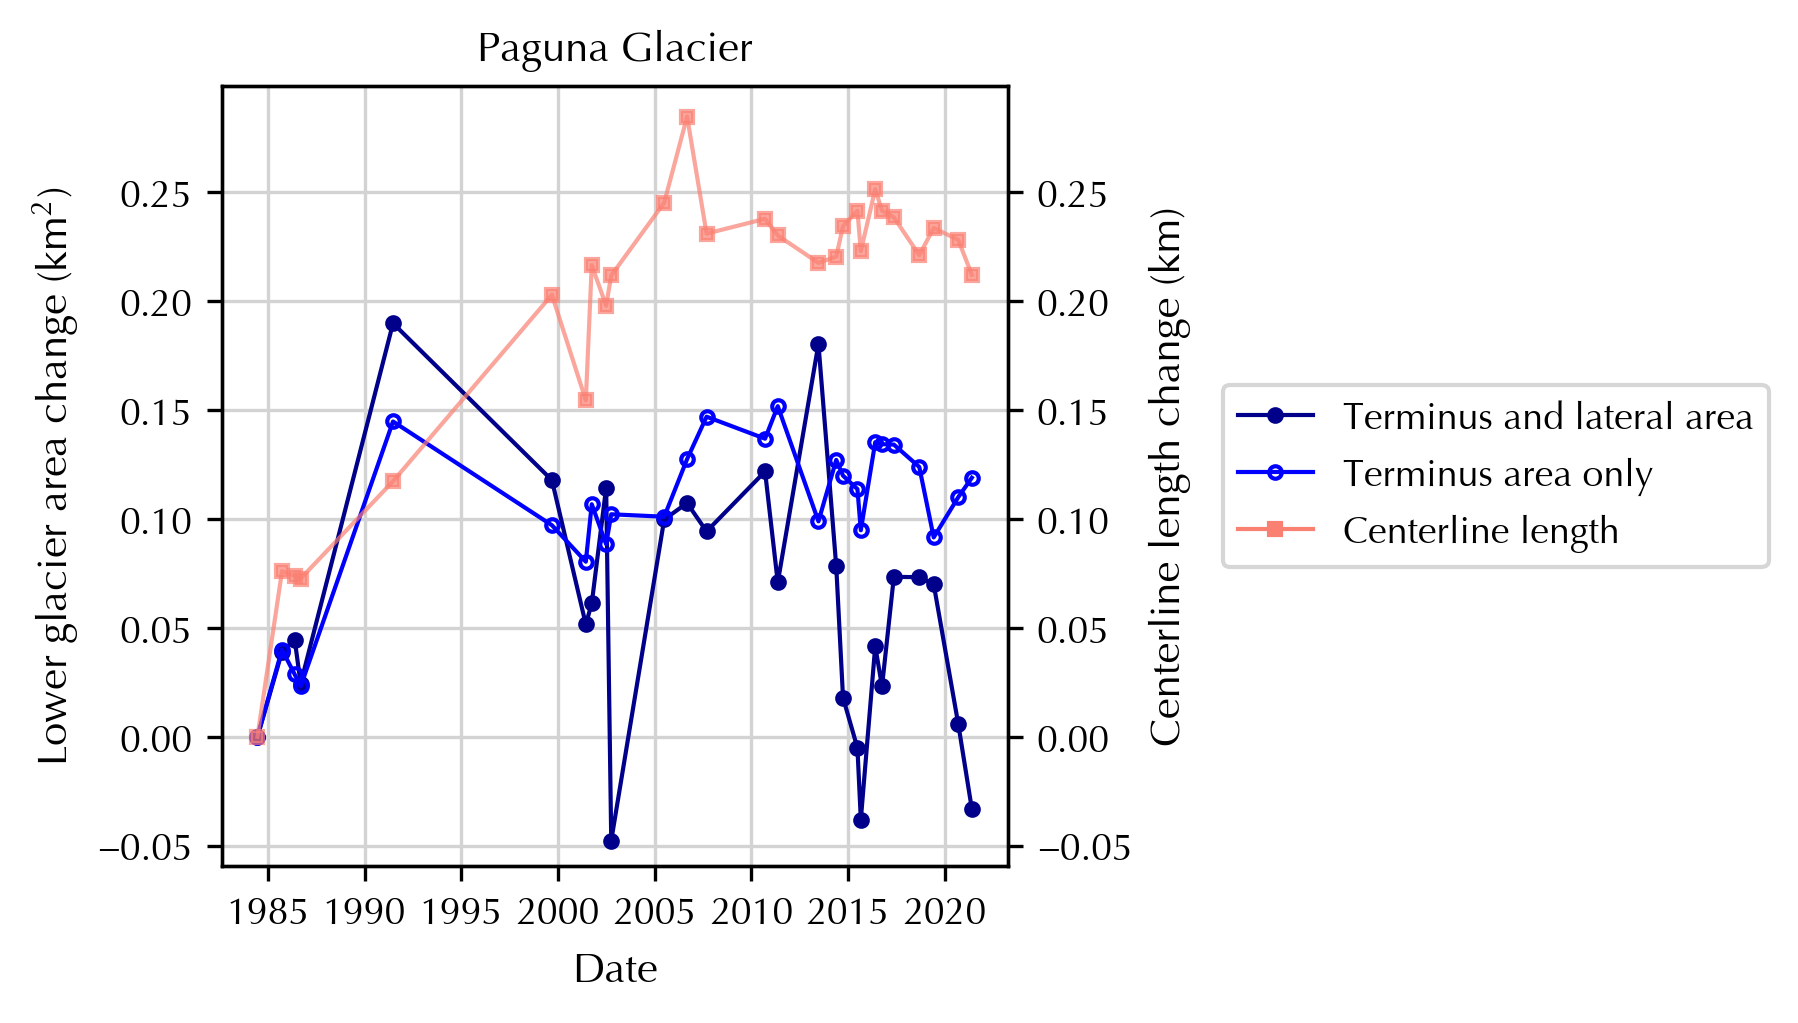 Paguna Glacier
Lower glacier area change (km²)
0.25
0.20
0.15
0.10
0.05
0.00
−0.05
0.25
0.20
0.15
0.10
0.05
0.00
−0.05
Centerline length change (km)
1985 1990 1995 2000 2005 2010 2015 2020
Date
Terminus and lateral area
Terminus area only
Centerline length